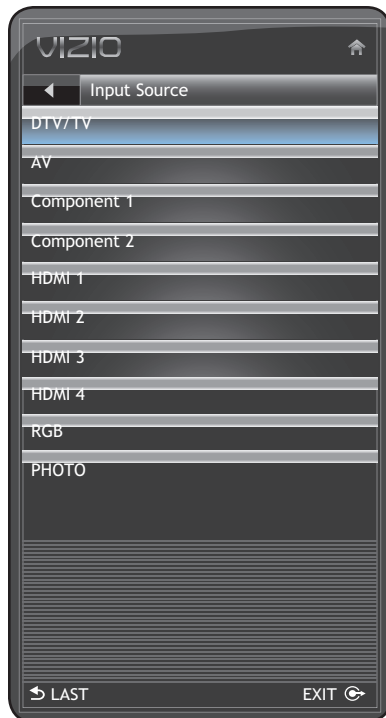 VIZIO
Input Source
DTV/TV
AV
Component 1
Component 2
HDMI 1
HDMI 2
HDMI 3
HDMI 4
RGB
PHOTO
LAST EXIT